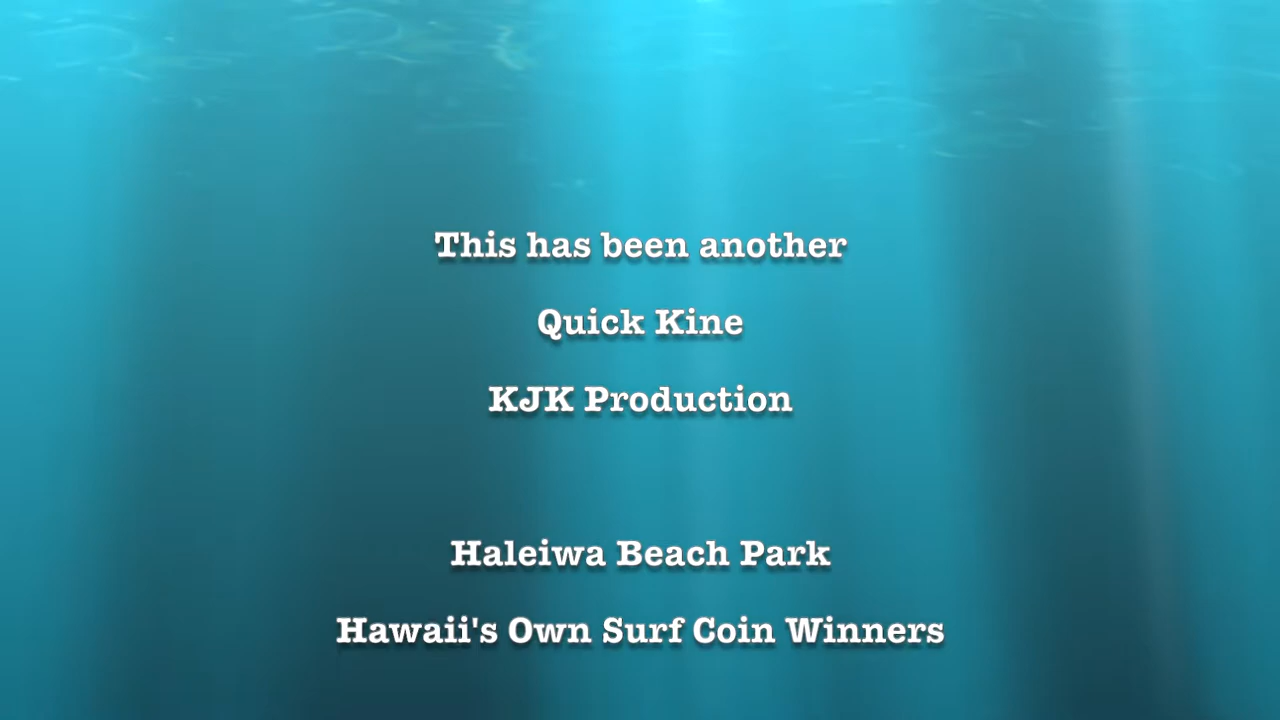 This has been another
Quick Kine
KJK Production
Haleiwa Beach Park
Hawaii's Own Surf Coin Winners